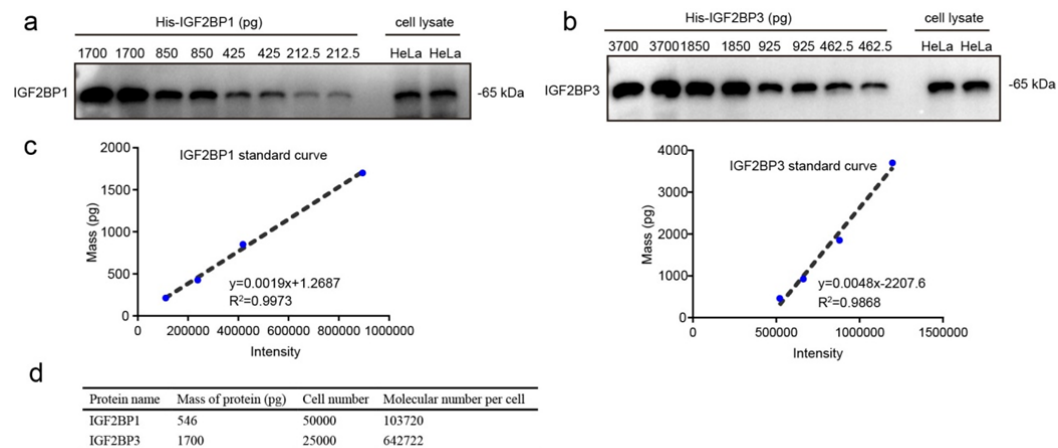 a
His-IGF2BP1 (pg)
cell lysate
1700 1700 850 850 425 425 212.5 212.5 HeLa HeLa
IGF2BP1
-65 kDa
b
His-IGF2BP3 (pg)
cell lysate
3700 3700 1850 1850 925 925 462.5 462.5 HeLa HeLa
IGF2BP3
-65 kDa
c
IGF2BP1 standard curve
Mass (pg)
2000
1500
1000
500
0
y=0.0019x+1.2687
R²=0.9973
0 200000 400000 600000 800000 1000000
Intensity
IGF2BP3 standard curve
Mass (pg)
4000
3000
2000
1000
0
y=0.0048x-2207.6
R²=0.9868
0 500000 1000000 1500000
Intensity
d
Protein name Mass of protein (pg) Cell number Molecular number per cell
IGF2BP1 546 50000 103720
IGF2BP3 1700 25000 642722